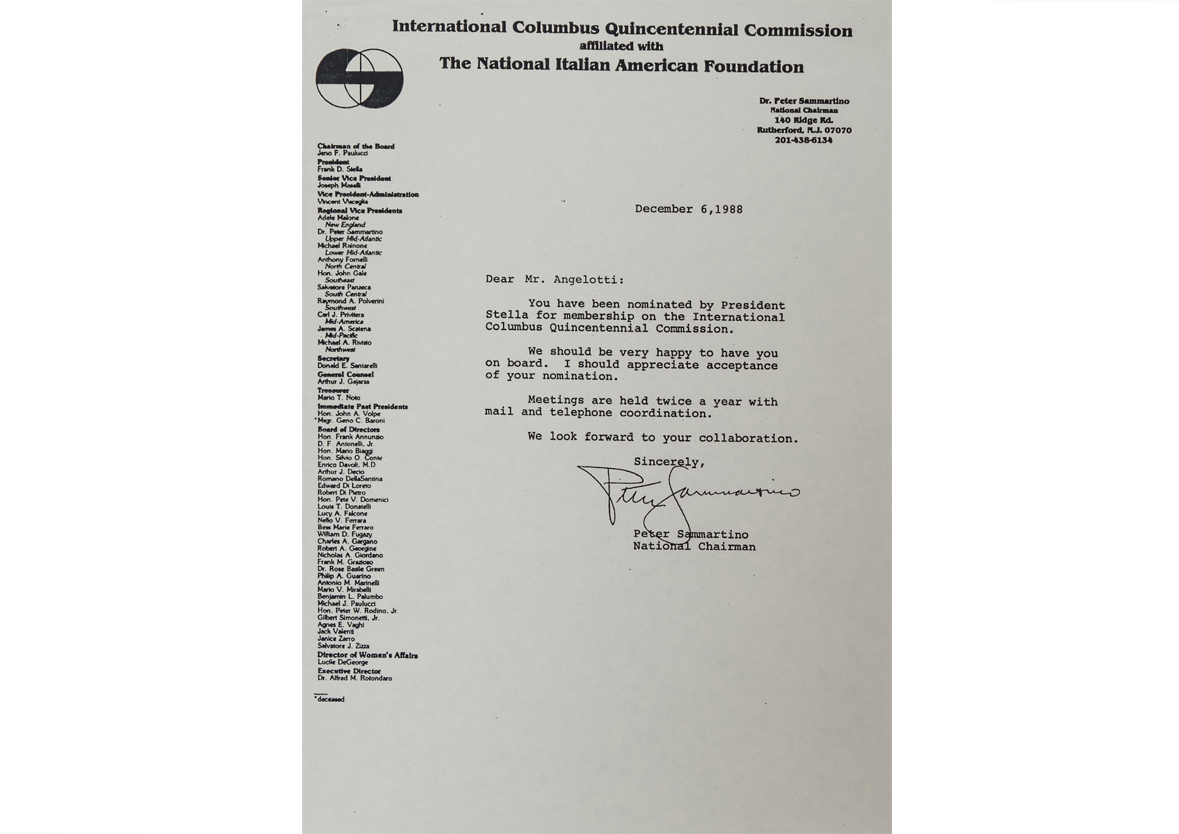 International Columbus Quincentennial Commission
affiliated with
The National Italian American Foundation
Dr. Peter Sammartino
National Chairman
140 Ridge Rd.
Rutherford, N.J. 07070
201-438-6134
Chairman of the Board
Jeno F. Paulucci
President
Frank D. Stella
Senior Vice President
Joseph Maselli
Vice President-Administration
Vincent Visceglia
Regional Vice Presidents
Adele Malone
New England
Dr. Peter Sammartino
Upper Mid-Atlantic
Michael Rainone
Lower Mid-Atlantic
Anthony Fornelli
North Central
Hon. John Gale
Southeast
Salvatore Panzeca
South Central
Raymond A. Polverini
Southwest
Carl J. Privitera
Mid-America
James A. Scatena
Mid-Pacific
Michael A. Rivisto
Northwest
Secretary
Donald E. Santarelli
General Counsel
Arthur J. Gajarsa
Treasurer
Mario T. Noto
Immediate Past Presidents
Hon. John A. Volpe
*Msgr. Geno C. Baroni
Board of Directors
Hon. Frank Annunzio
D. F. Antonelli, Jr.
Hon. Mario Biaggi
Hon. Silvio O. Conte
Enrico Davoli, M.D
Arthur J. Decio
Romano DellaSantina
Edward Di Loreto
Robert Di Pietro
Hon. Pete V. Domenici
Louis T. Donatelli
Lucy A. Falcone
Nello V. Ferrara
Bess Marie Ferraro
William D. Fugazy
Charles A. Gargano
Robert A. Georgine
Nicholas A. Giordano
Frank M. Grazioso
Dr. Rose Basile Green
Philip A. Guarino
Antonio M. Marinelli
Mario V. Mirabelli
Benjamin L. Palumbo
Michael J. Paulucci
Hon. Peter W. Rodino, Jr.
Gilbert Simonetti, Jr.
Agnes E. Vaghi
Jack Valenti
Janice Zarro
Salvatore J. Zizza
Director of Women's Affairs
Lucile DeGeorge
Executive Director
Dr. Alfred M. Rotondaro
*deceased
December 6,1988
Dear Mr. Angelotti:
You have been nominated by President
Stella for membership on the International
Columbus Quincentennial Commission.
We should be very happy to have you
on board. I should appreciate acceptance
of your nomination.
Meetings are held twice a year with
mail and telephone coordination.
We look forward to your collaboration.
Sincerely,
Peter Sammartino
Peter Sammartino
National Chairman